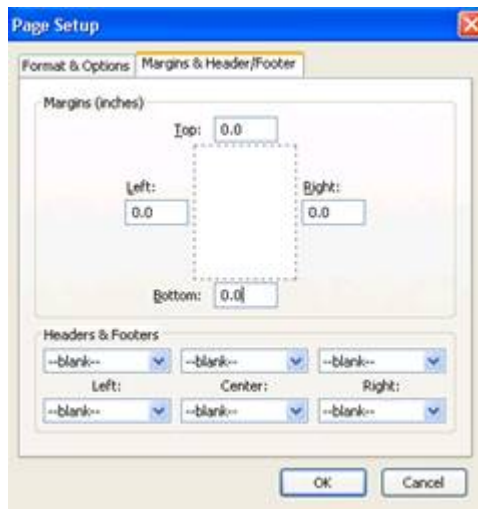 Page Setup
Format & Options Margins & Header/Footer
Margins (inches)
Top: 0.0
Left: Right:
0.0 0.0
Bottom: 0.0
Headers & Footers
--blank-- --blank-- --blank--
Left: Center: Right:
--blank-- --blank-- --blank--
OK Cancel